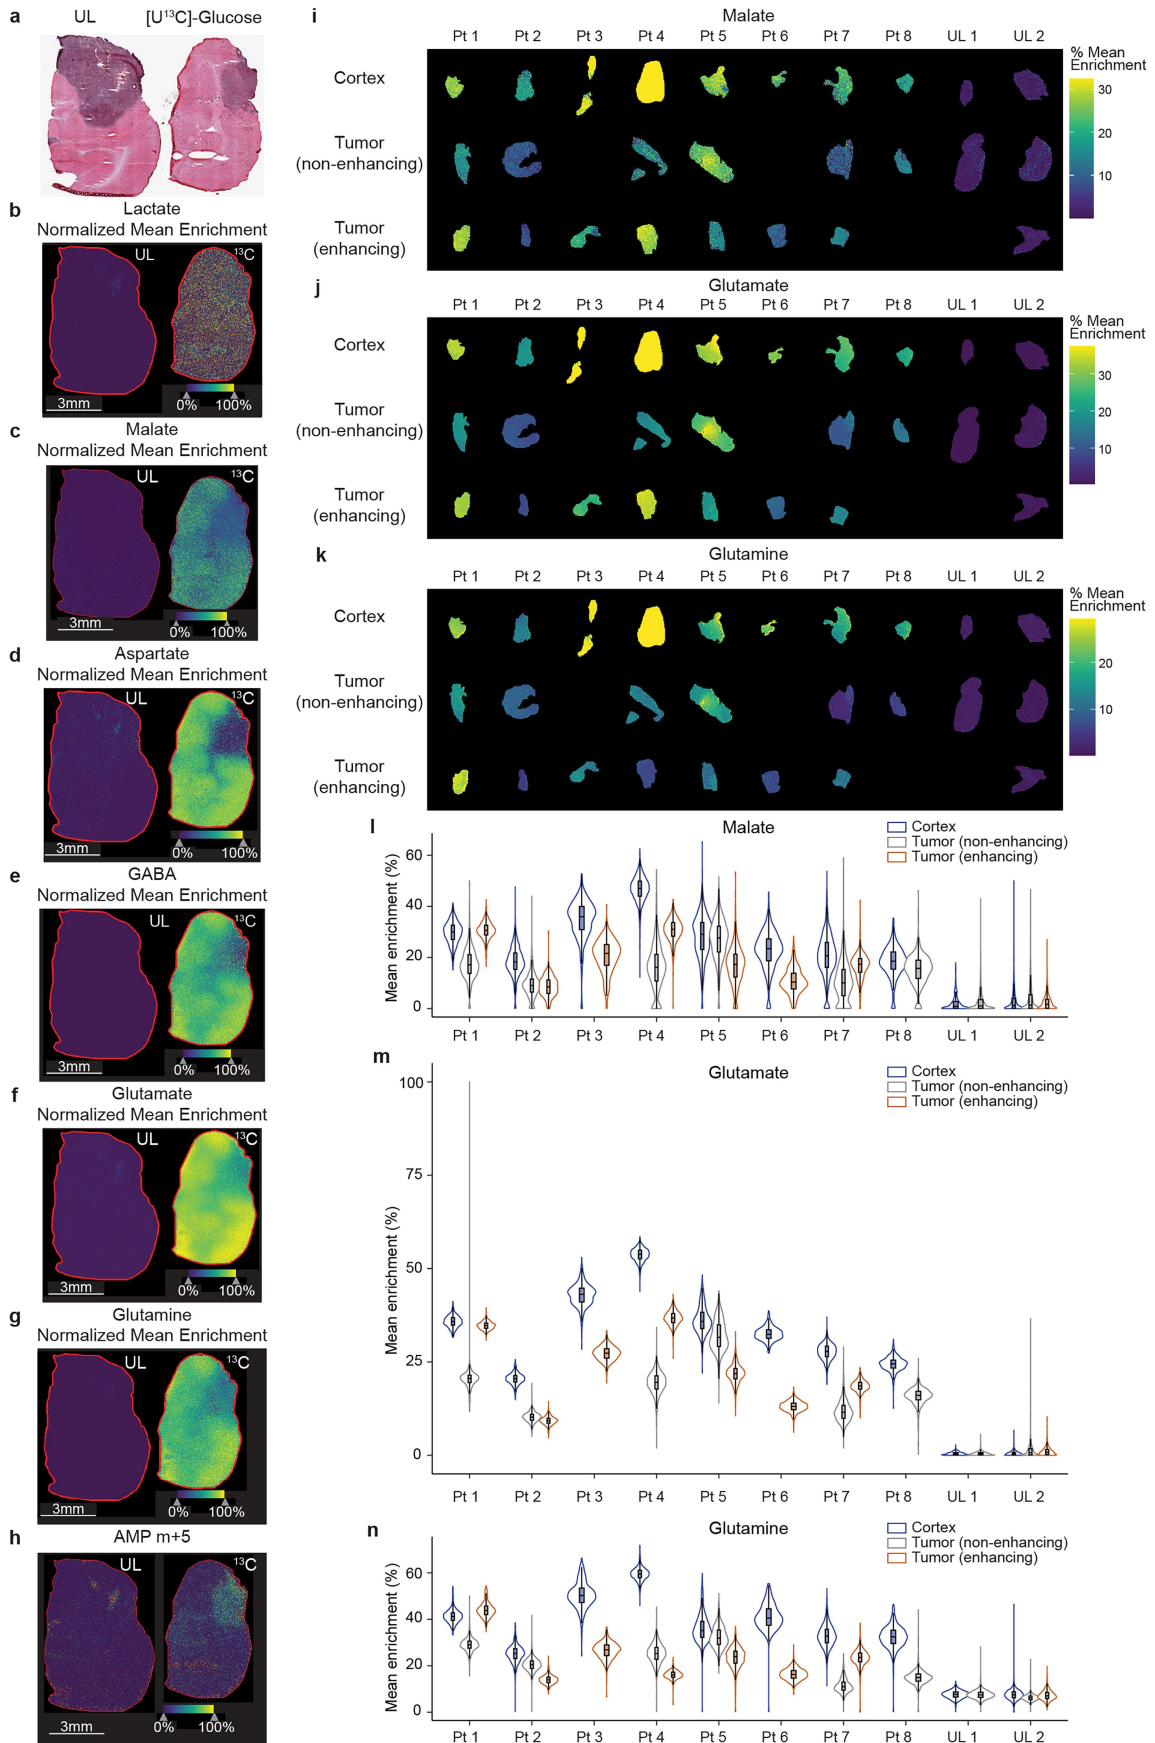 a
UL
[U¹³C]-Glucose
b
Lactate
Normalized Mean Enrichment
UL
¹³C
3mm
0%
100%
c
Malate
Normalized Mean Enrichment
UL
¹³C
3mm
0%
100%
d
Aspartate
Normalized Mean Enrichment
UL
¹³C
3mm
0%
100%
e
GABA
Normalized Mean Enrichment
UL
¹³C
3mm
0%
100%
f
Glutamate
Normalized Mean Enrichment
UL
¹³C
3mm
0%
100%
g
Glutamine
Normalized Mean Enrichment
UL
¹³C
3mm
0%
100%
h
AMP m+5
UL
¹³C
3mm
0%
100%
i
Malate
Pt 1 Pt 2 Pt 3 Pt 4 Pt 5 Pt 6 Pt 7 Pt 8 UL 1 UL 2
Cortex
Tumor
(non-enhancing)
Tumor
(enhancing)
% Mean
Enrichment
30
20
10
j
Glutamate
Pt 1 Pt 2 Pt 3 Pt 4 Pt 5 Pt 6 Pt 7 Pt 8 UL 1 UL 2
Cortex
Tumor
(non-enhancing)
Tumor
(enhancing)
% Mean
Enrichment
30
20
10
k
Glutamine
Pt 1 Pt 2 Pt 3 Pt 4 Pt 5 Pt 6 Pt 7 Pt 8 UL 1 UL 2
Cortex
Tumor
(non-enhancing)
Tumor
(enhancing)
% Mean
Enrichment
20
10
l
Malate
Cortex
Tumor (non-enhancing)
Tumor (enhancing)
Mean enrichment (%)
60
40
20
0
Pt 1 Pt 2 Pt 3 Pt 4 Pt 5 Pt 6 Pt 7 Pt 8 UL 1 UL 2
m
Glutamate
Cortex
Tumor (non-enhancing)
Tumor (enhancing)
Mean enrichment (%)
100
75
50
25
0
Pt 1 Pt 2 Pt 3 Pt 4 Pt 5 Pt 6 Pt 7 Pt 8 UL 1 UL 2
n
Glutamine
Cortex
Tumor (non-enhancing)
Tumor (enhancing)
Mean enrichment (%)
60
40
20
0
Pt 1 Pt 2 Pt 3 Pt 4 Pt 5 Pt 6 Pt 7 Pt 8 UL 1 UL 2